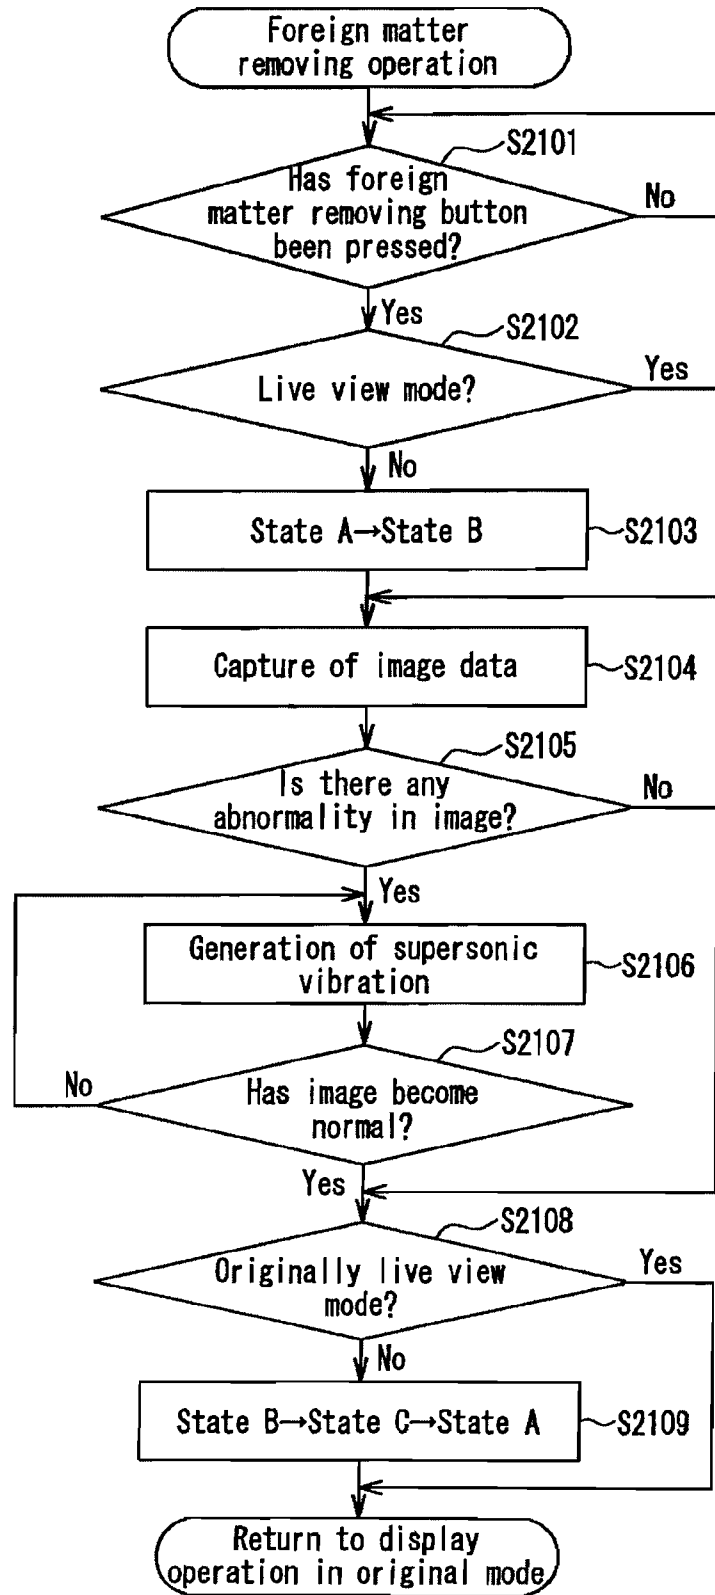 Foreign matter
removing operation
S2101
Has foreign
matter removing button
been pressed?
No
Yes
S2102
Live view mode?
Yes
No
State A→State B
S2103
Capture of image data
S2104
S2105
Is there any
abnormality in image?
No
Yes
Generation of supersonic
vibration
S2106
S2107
Has image become
normal?
No
Yes
S2108
Originally live view
mode?
Yes
No
State B→State C→State A
S2109
Return to display
operation in original mode